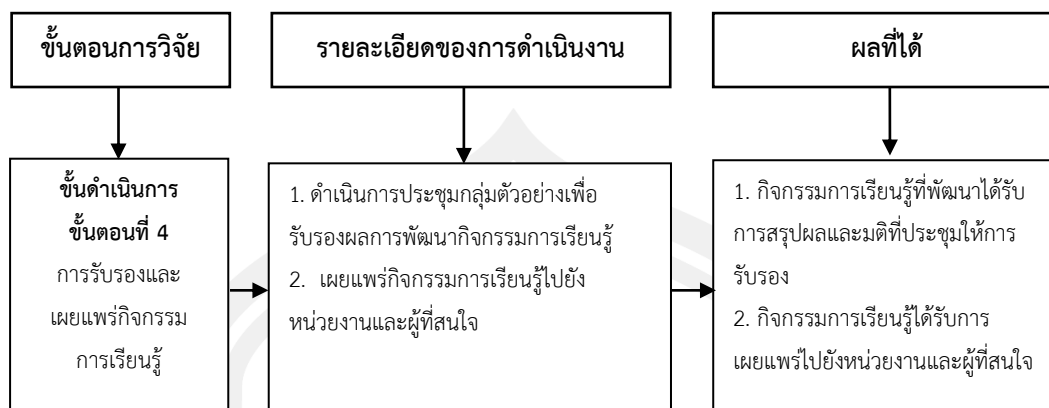 ขั้นตอนการวิจัย
รายละเอียดของการดำเนินงาน
ผลที่ได้
ขั้นดำเนินการ
ขั้นตอนที่ 4
การรับรองและ
เผยแพร่กิจกรรม
การเรียนรู้
1. ดำเนินการประชุมกลุ่มตัวอย่างเพื่อ
รับรองผลการพัฒนากิจกรรมการเรียนรู้
2. เผยแพร่กิจกรรมการเรียนรู้ไปยัง
หน่วยงานและผู้ที่สนใจ
1. กิจกรรมการเรียนรู้ที่พัฒนาได้รับ
การสรุปผลและมติที่ประชุมให้การ
รับรอง
2. กิจกรรมการเรียนรู้ได้รับการ
เผยแพร่ไปยังหน่วยงานและผู้ที่สนใจ